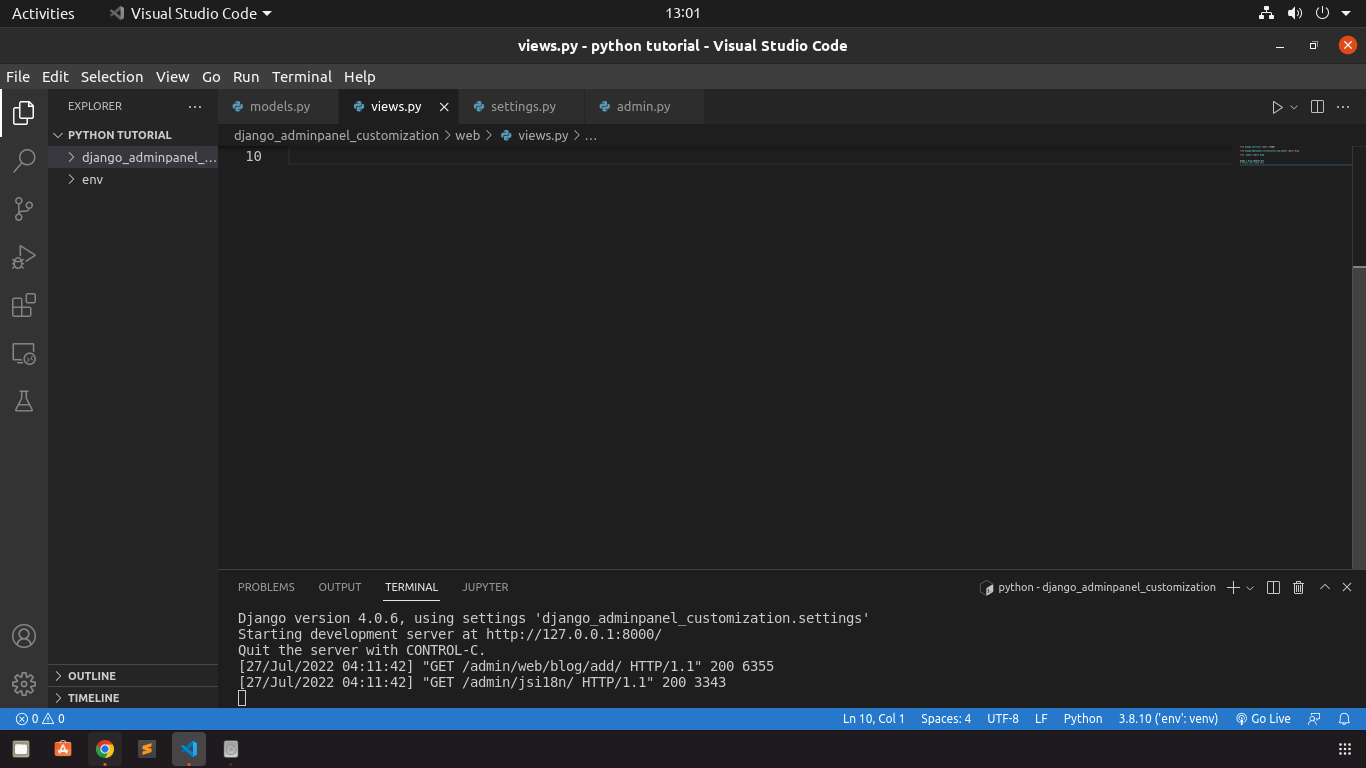 Activities Visual Studio Code 13:01
views.py - python tutorial - Visual Studio Code
File Edit Selection View Go Run Terminal Help
EXPLORER models.py views.py settings.py admin.py
django_adminpanel_customization web views.py …
PYTHON TUTORIAL
django_adminpanel_… 10
env
PROBLEMS OUTPUT TERMINAL JUPYTER python - django_adminpanel_customization
Django version 4.0.6, using settings 'django_adminpanel_customization.settings'
Starting development server at http://127.0.0.1:8000/
Quit the server with CONTROL-C.
[27/Jul/2022 04:11:42] "GET /admin/web/blog/add/ HTTP/1.1" 200 6355
[27/Jul/2022 04:11:42] "GET /admin/jsi18n/ HTTP/1.1" 200 3343
OUTLINE
TIMELINE
0 0 Ln 10, Col 1 Spaces: 4 UTF-8 LF Python 3.8.10 ('env': venv) Go Live